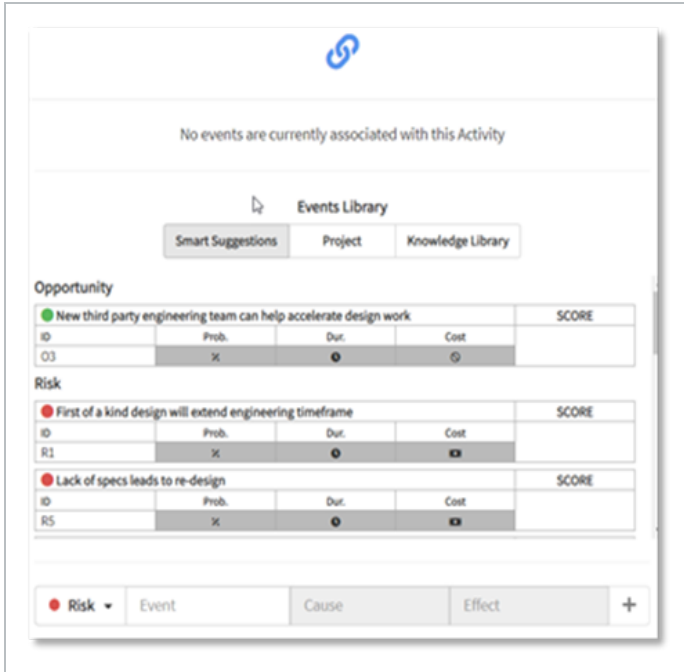 No events are currently associated with this Activity
Events Library
Smart Suggestions Project Knowledge Library
Opportunity
New third party engineering team can help accelerate design work SCORE
ID Prob. Dur. Cost
O3 %
Risk
First of a kind design will extend engineering timeframe SCORE
ID Prob. Dur. Cost
R1 %
Lack of specs leads to re-design SCORE
ID Prob. Dur. Cost
R5 %
Risk Event Cause Effect +